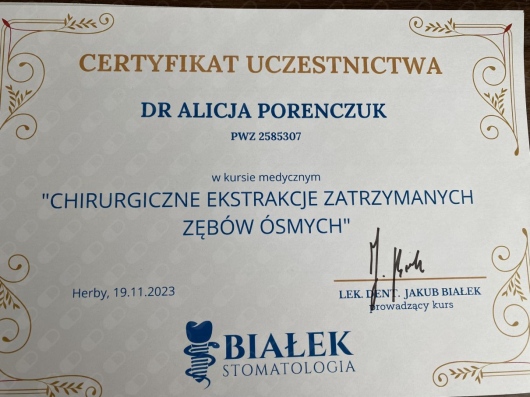 CERTYFIKAT UCZESTNICTWA
DR ALICJA PORENCZUK
PWZ 2585307
w kursie medycznym
"CHIRURGICZNE EKSTRAKCJE ZATRZYMANYCH
ZĘBÓW ÓSMYCH"
Herby, 19.11.2023
LEK. DENT. JAKUB BIAŁEK
prowadzący kurs
BIAŁEK
STOMATOLOGIA